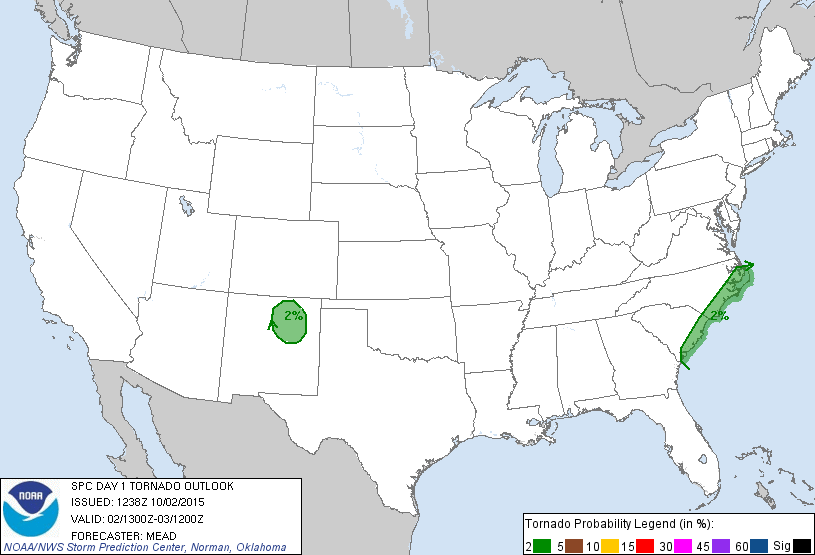 2%
2%
SPC DAY 1 TORNADO OUTLOOK
ISSUED: 1238Z 10/02/2015
VALID: 02/1300Z-03/1200Z
FORECASTER: MEAD
NOAA/NWS Storm Prediction Center, Norman, Oklahoma
NOAA
Tornado Probability Legend (in %):
2 5 10 15 30 45 60 Sig